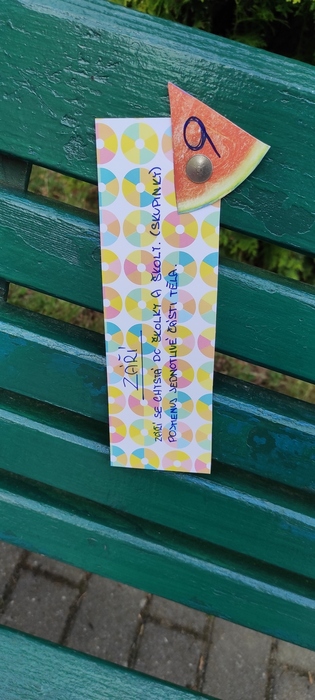 9
ZÁŘÍ
ZÁŘÍ SE CHYSTÁ DO ŠKOLKY A ŠKOLY. (SKUPINKY)
POJMENUJ JEDNOTLIVÉ ČÁSTI TĚLA.